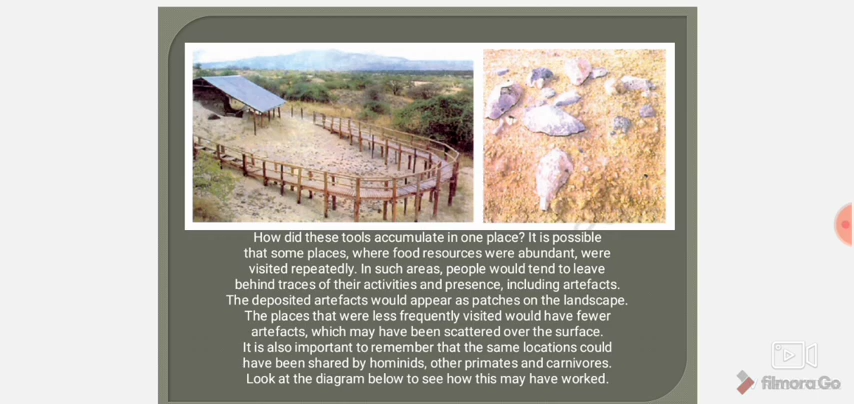 How did these tools accumulate in one place? It is possible
that some places, where food resources were abundant, were
visited repeatedly. In such areas, people would tend to leave
behind traces of their activities and presence, including artefacts.
The deposited artefacts would appear as patches on the landscape.
The places that were less frequently visited would have fewer
artefacts, which may have been scattered over the surface.
It is also important to remember that the same locations could
have been shared by hominids, other primates and carnivores.
Look at the diagram below to see how this may have worked.
filmoraGo